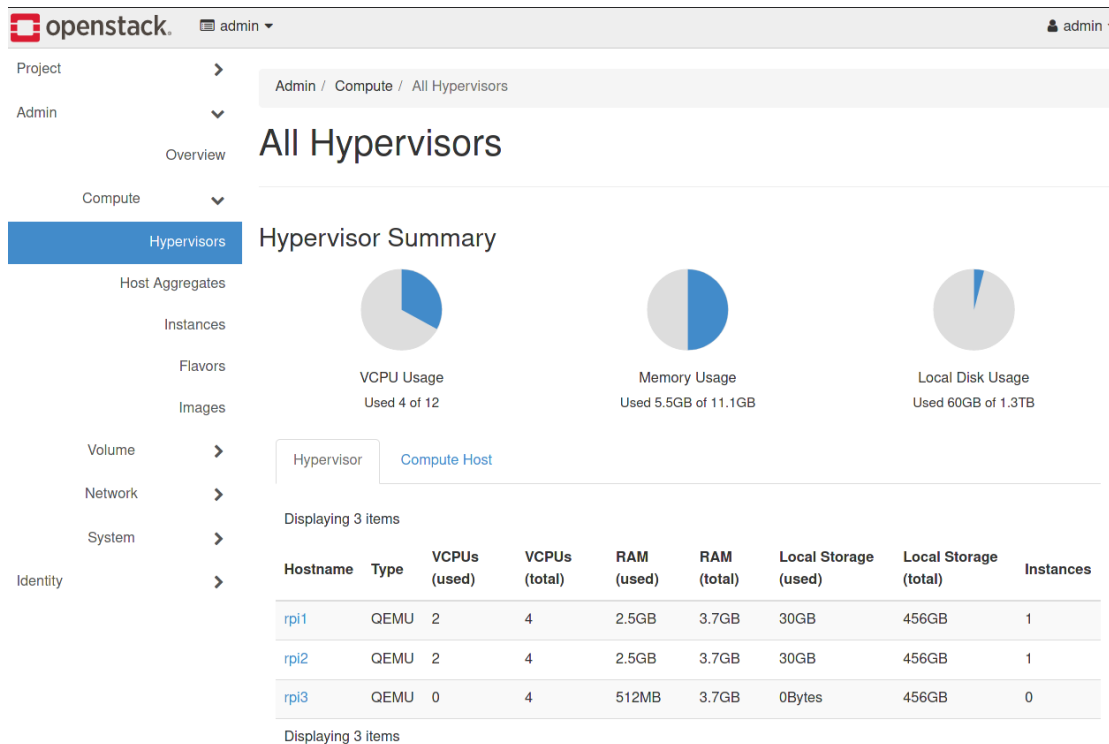 openstack. admin admin
Project
Admin
Overview
Compute
Hypervisors
Host Aggregates
Instances
Flavors
Images
Volume
Network
System
Identity
Admin / Compute / All Hypervisors
All Hypervisors
Hypervisor Summary
VCPU Usage
Used 4 of 12
Memory Usage
Used 5.5GB of 11.1GB
Local Disk Usage
Used 60GB of 1.3TB
Hypervisor Compute Host
Displaying 3 items
Hostname Type VCPUs (used) VCPUs (total) RAM (used) RAM (total) Local Storage (used) Local Storage (total) Instances
rpi1 QEMU 2 4 2.5GB 3.7GB 30GB 456GB 1
rpi2 QEMU 2 4 2.5GB 3.7GB 30GB 456GB 1
rpi3 QEMU 0 4 512MB 3.7GB 0Bytes 456GB 0
Displaying 3 items